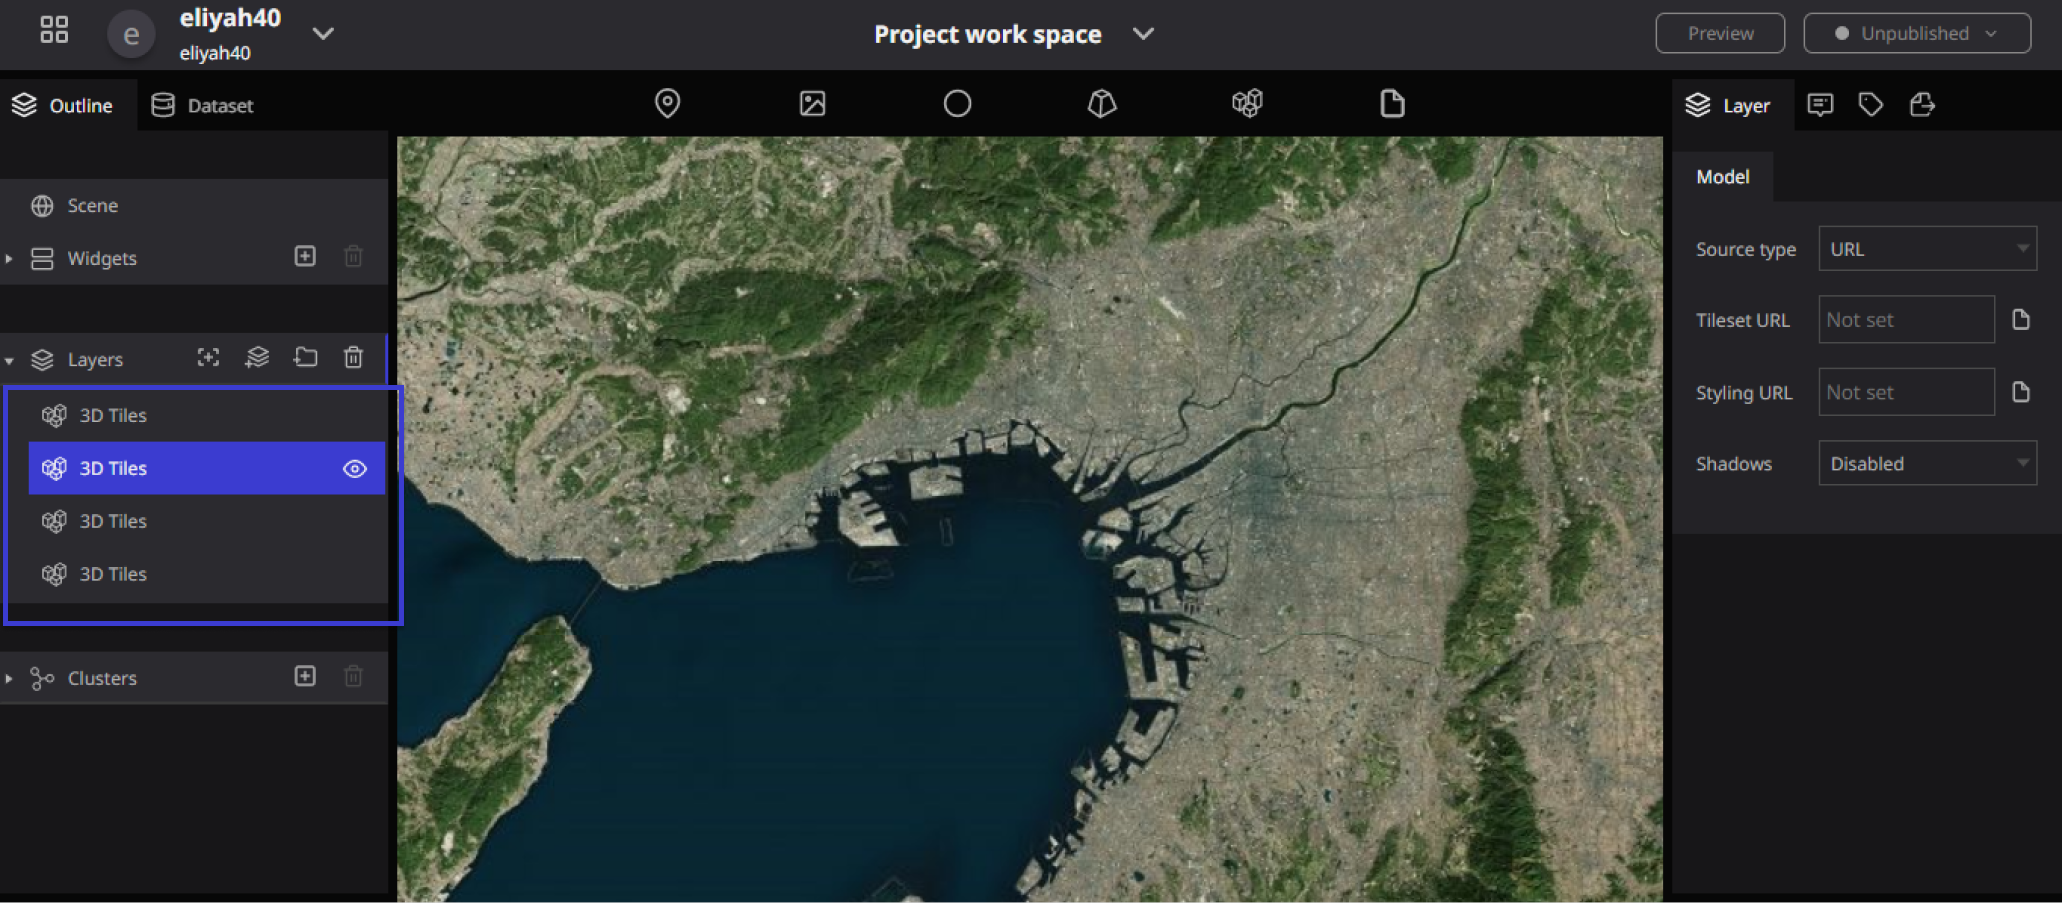 e
eliyah40
eliyah40
Project work space
Preview
Unpublished
Outline
Dataset
Scene
Widgets
Layers
3D Tiles
3D Tiles
3D Tiles
3D Tiles
Clusters
Layer
Model
Source type
URL
Tileset URL
Not set
Styling URL
Not set
Shadows
Disabled